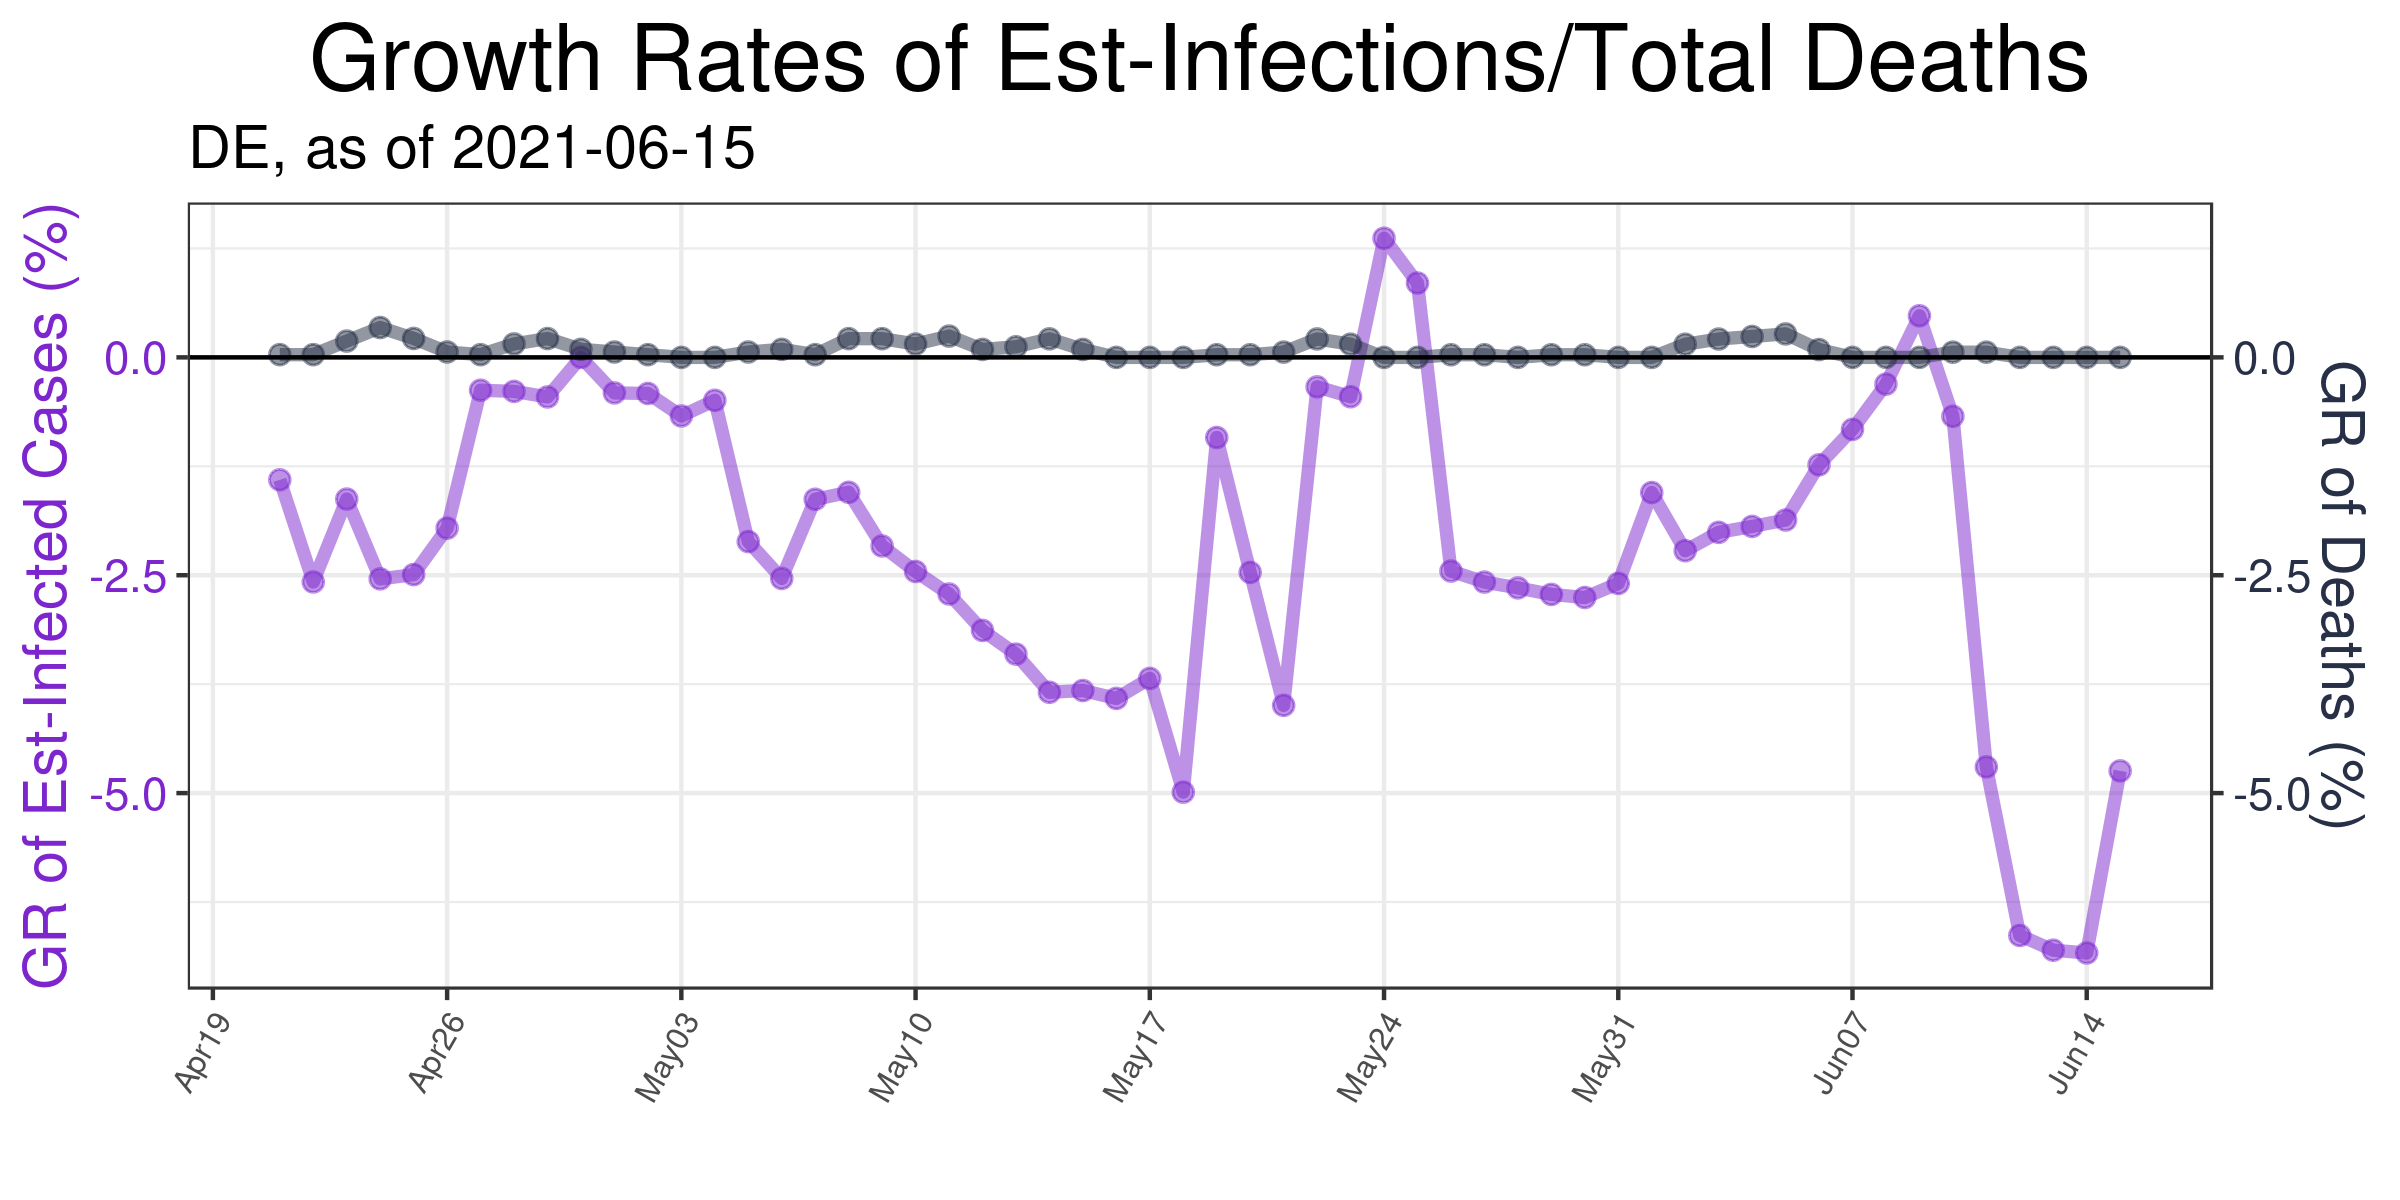 Growth Rates of Est-Infections/Total Deaths
DE, as of 2021-06-15
GR of Est-Infected Cases (%)
0.0
-2.5
-5.0
0.0
-2.5
-5.0
GR of Deaths (%)
Apr19
Apr26
May03
May10
May17
May24
May31
Jun07
Jun14